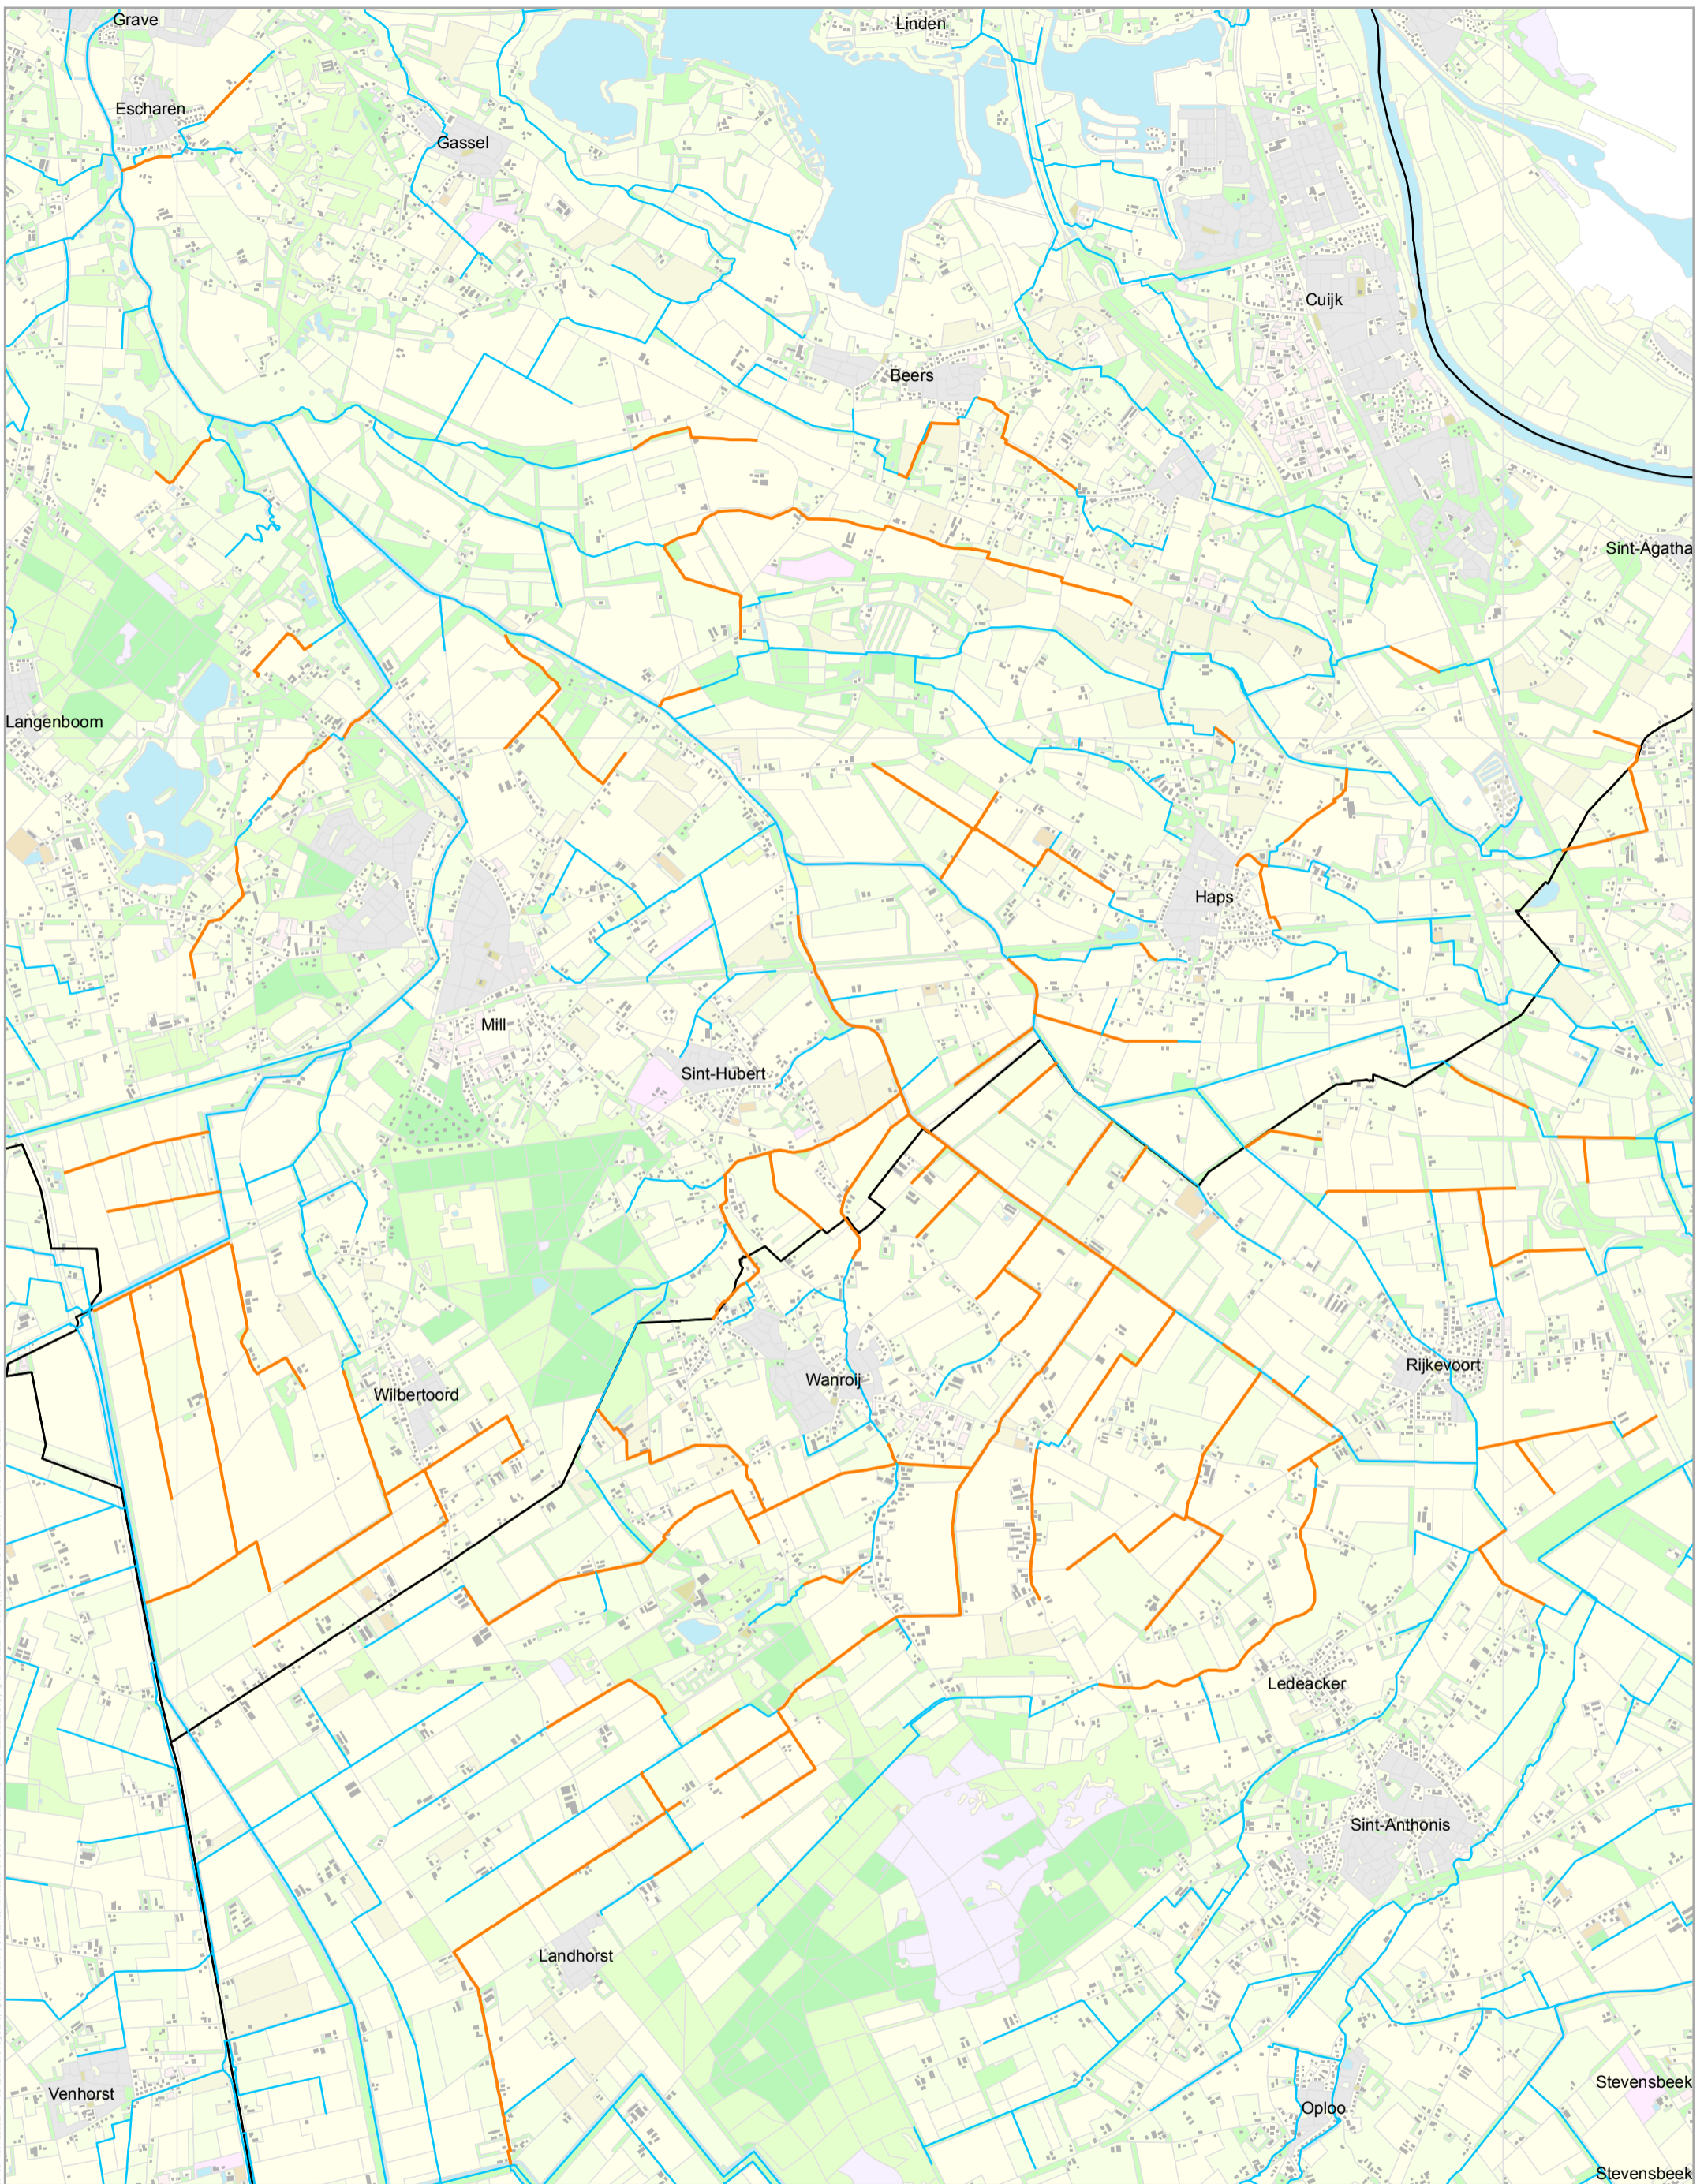 Grave
Linden
Escharen
Gassel
Cuijk
Beers
Sint-Agatha
Langenboom
Haps
Mill
Sint-Hubert
Rijkevoort
Wanroij
Wilbertoord
Ledeacker
Sint-Anthonis
Landhorst
Stevensbeek
Venhorst
Oploo
Stevensbeek